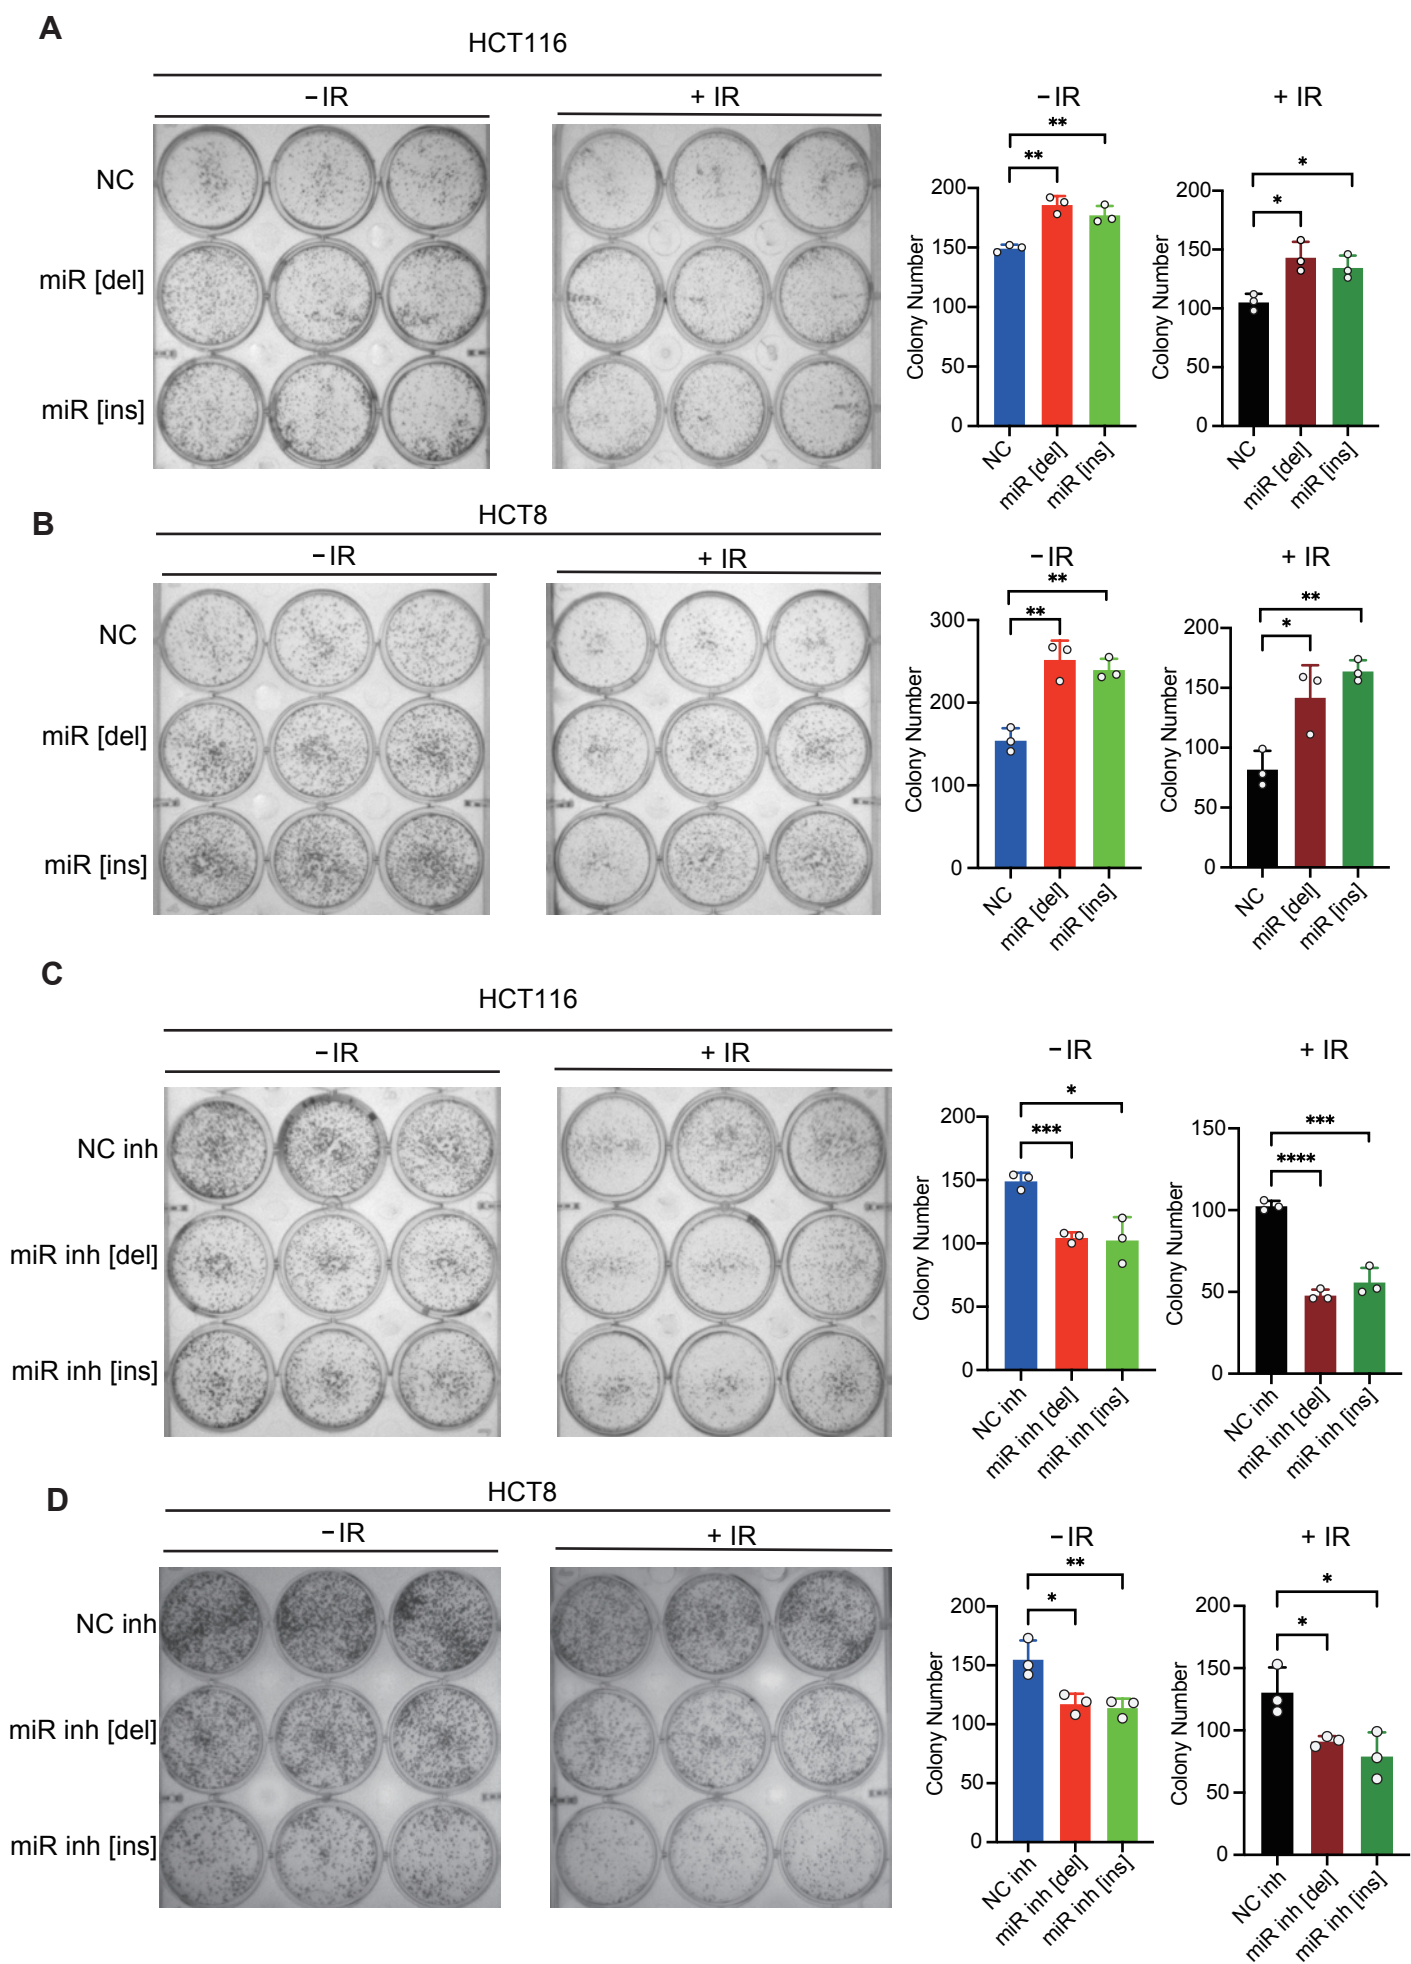 A
HCT116
−IR
+ IR
NC
miR [del]
miR [ins]
−IR
**
**
Colony Number
200
150
100
50
0
NC
miR [del]
miR [ins]
+ IR
*
*
Colony Number
200
150
100
50
0
NC
miR [del]
miR [ins]
B
HCT8
−IR
+ IR
NC
miR [del]
miR [ins]
−IR
**
**
Colony Number
300
200
100
0
NC
miR [del]
miR [ins]
+ IR
**
*
Colony Number
200
150
100
50
0
NC
miR [del]
miR [ins]
C
HCT116
−IR
+ IR
NC inh
miR inh [del]
miR inh [ins]
−IR
*
***
Colony Number
200
150
100
50
0
NC inh
miR inh [del]
miR inh [ins]
+ IR
***
****
Colony Number
150
100
50
0
NC inh
miR inh [del]
miR inh [ins]
D
HCT8
−IR
+ IR
NC inh
miR inh [del]
miR inh [ins]
−IR
**
*
Colony Number
200
150
100
50
0
NC inh
miR inh [del]
miR inh [ins]
+ IR
*
*
Colony Number
200
150
100
50
0
NC inh
miR inh [del]
miR inh [ins]